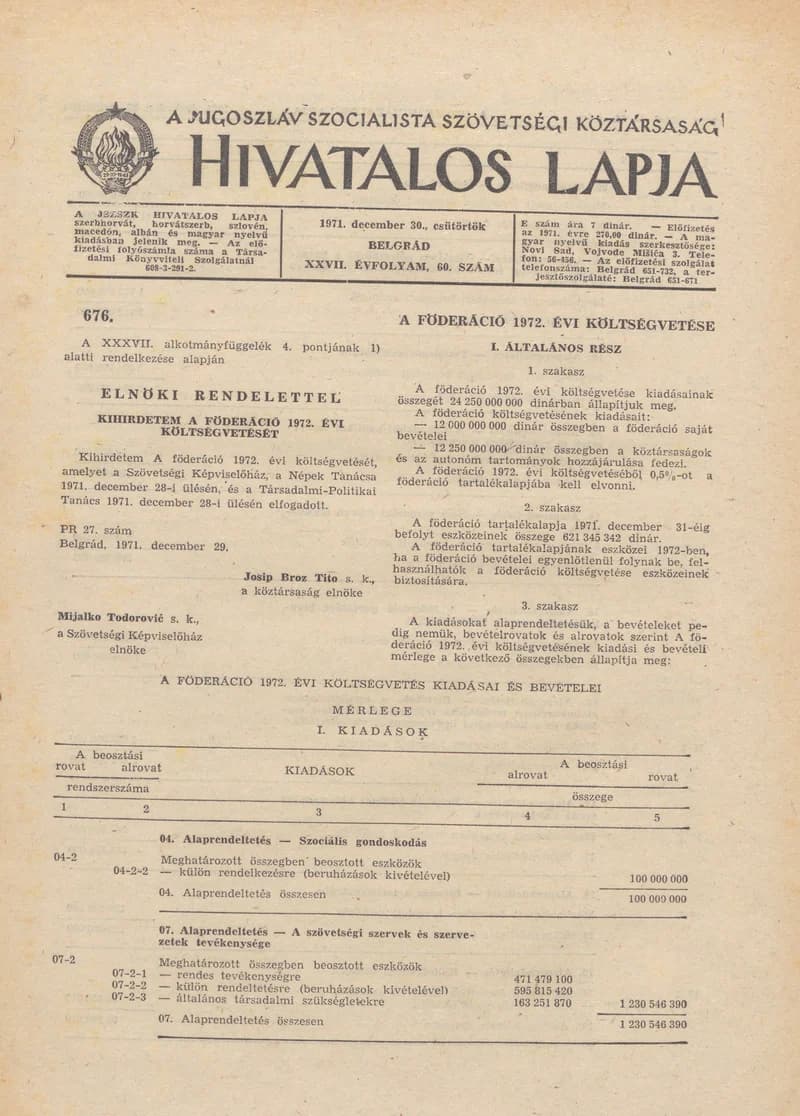 A JUGOSZLÁV SZOCIALISTA SZÖVETSÉGI KÖZTÁRSASÁG
HIVATALOS LAPJA
A JSZSZK HIVATALOS LAPJA
szerbhorvát, horvátszerb, szlovén,
macedón, albán és magyar nyelvű
kiadásban jelenik meg. — Az elő-
fizetési folyószámla száma a Társa-
dalmi Könyvviteli Szolgálatnál
608-3-291-2.
1971. december 30., csütörtök
BELGRÁD
XXVII. ÉVFOLYAM, 60. SZÁM
E szám ára 7 dinár. — Előfizetés
az 1971. évre 270,00 dinár. — A ma-
gyar nyelvű kiadás szerkesztősége:
Novi Sad, Vojvode Mišića 3. Tele-
fon: 56-456. — Az előfizetési szolgálat
telefonszáma: Belgrád 651-732, a ter-
jesztőszolgálaté: Belgrád 651-671
676.
A XXXVII. alkotmányfüggelék 4. pontjának 1)
alatti rendelkezése alapján
ELNÖKI RENDELETTEL
KIHIRDETEM A FÖDERÁCIÓ 1972. ÉVI
KÖLTSÉGVETÉSÉT
Kihirdetem A föderáció 1972. évi költségvetését,
amelyet a Szövetségi Képviselőház, a Népek Tanácsa
1971. december 28-i ülésén, és a Társadalmi-Politikai
Tanács 1971. december 28-i ülésén elfogadott.
PR 27. szám
Belgrád, 1971. december 29,
Josip Broz Tito s. k.,
a köztársaság elnöke
Mijalko Todorović s. k.,
a Szövetségi Képviselőház
elnöke
A FÖDERÁCIÓ 1972. ÉVI KÖLTSÉGVETÉSE
I. ÁLTALÁNOS RÉSZ
1. szakasz
A föderáció 1972. évi költségvetése kiadásainak
összegét 24 250 000 000 dinárban állapítjuk meg.
A föderáció költségvetésének kiadásait:
— 12 000 000 000 dinár összegben a föderáció saját
bevételei
— 12 250 000 000 dinár összegben a köztársaságok
és az autonóm tartományok hozzájárulása fedezi.
A föderáció 1972. évi költségvetéséből 0,5%-ot a
föderáció tartalékalapjába kell elvonni.
2. szakasz
A föderáció tartalékalapja 1971. december 31-éig
befolyt eszközeinek összege 621 345 342 dinár.
A föderáció tartalékalapjának eszközei 1972-ben,
ha a föderáció bevételei egyenlőtlenül folynak be, fel-
használhatók a föderáció költségvetése eszközeinek
biztosítására.
3. szakasz
A kiadásokat alaprendeltetésük, a bevételeket pe-
dig nemük, bevételrovatok és alrovatok szerint A fö-
deráció 1972. évi költségvetésének kiadási és bevételi
mérlege a következő összegekben állapítja meg:
A FÖDERÁCIÓ 1972. ÉVI KÖLTSÉGVETÉS KIADÁSAI ÉS BEVETELEI
MÉRLEGE
I. KIADÁSOK
A beosztási
rovat alrovat
rendszerszáma
KIADÁSOK
A beosztási
alrovat rovat
összege
1 2 3 4 5
04. Alaprendeltetés — Szociális gondoskodás
04-2 Meghatározott összegben beosztott eszközök
04-2-2 — külön rendelkezésre (beruházások kivételével) 100 000 000
04. Alaprendeltetés összesen 100 000 000
07. Alaprendeltetés — A szövetségi szervek és szerve-
zetek tevékenysége
07-2 Meghatározott összegben beosztott eszközök
07-2-1 — rendes tevékenységre 471 479 100
07-2-2 — külön rendeltetésre (beruházások kivételével) 595 815 420
07-2-3 — általános társadalmi szükségletekre 163 251 870 1 230 546 390
07. Alaprendeltetés összesen 1 230 546 390